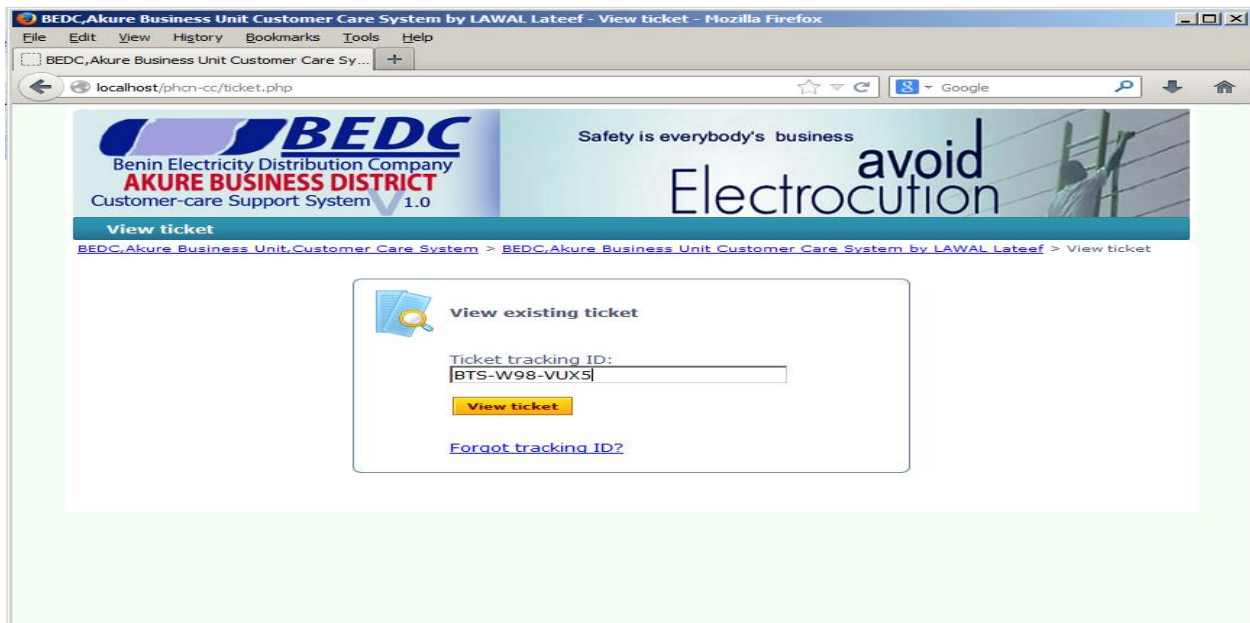 BEDC,Akure Business Unit Customer Care System by LAWAL Lateef - View ticket - Mozilla Firefox
File Edit View History Bookmarks Tools Help
BEDC,Akure Business Unit Customer Care Sy... +
localhost/phcn-cc/ticket.php 8 Google
BEDC
Benin Electricity Distribution Company
AKURE BUSINESS DISTRICT
Customer-care Support System V 1.0
Safety is everybody's business
avoid
Electrocution
View ticket
BEDC,Akure Business Unit,Customer Care System > BEDC,Akure Business Unit Customer Care System by LAWAL Lateef > View ticket
View existing ticket
Ticket tracking ID:
BTS-W98-VUX5
View ticket
Forgot tracking ID?